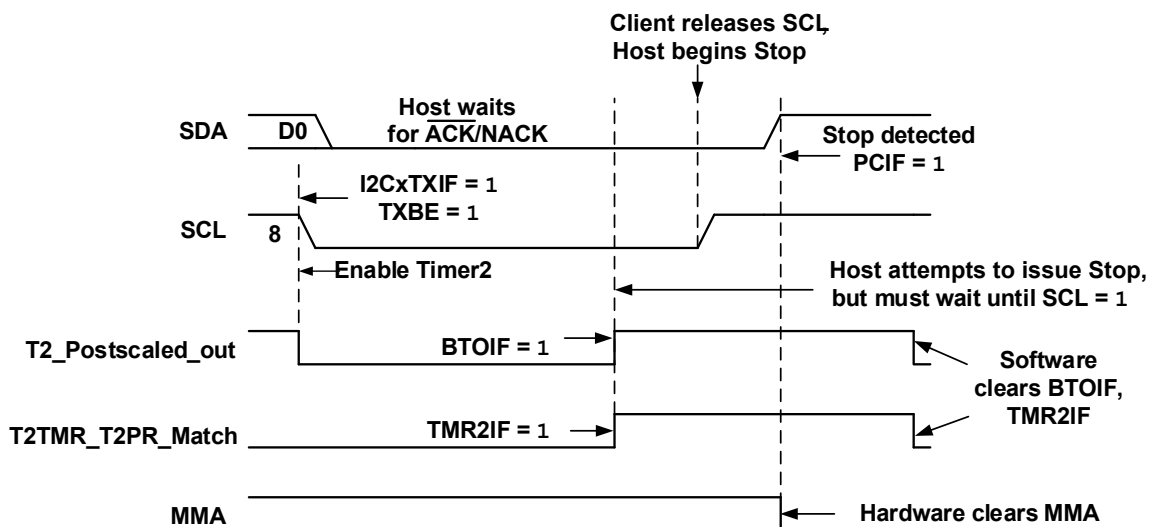 Client releases SCL,
Host begins Stop
SDA
D0
Host waits
for ACK/NACK
Stop detected
PCIF = 1
I2CxTXIF = 1
TXBE = 1
SCL
8
Enable Timer2
Host attempts to issue Stop,
but must wait until SCL = 1
T2_Postscaled_out
BTOIF = 1
Software
clears BTOIF,
TMR2IF
T2TMR_T2PR_Match
TMR2IF = 1
MMA
Hardware clears MMA